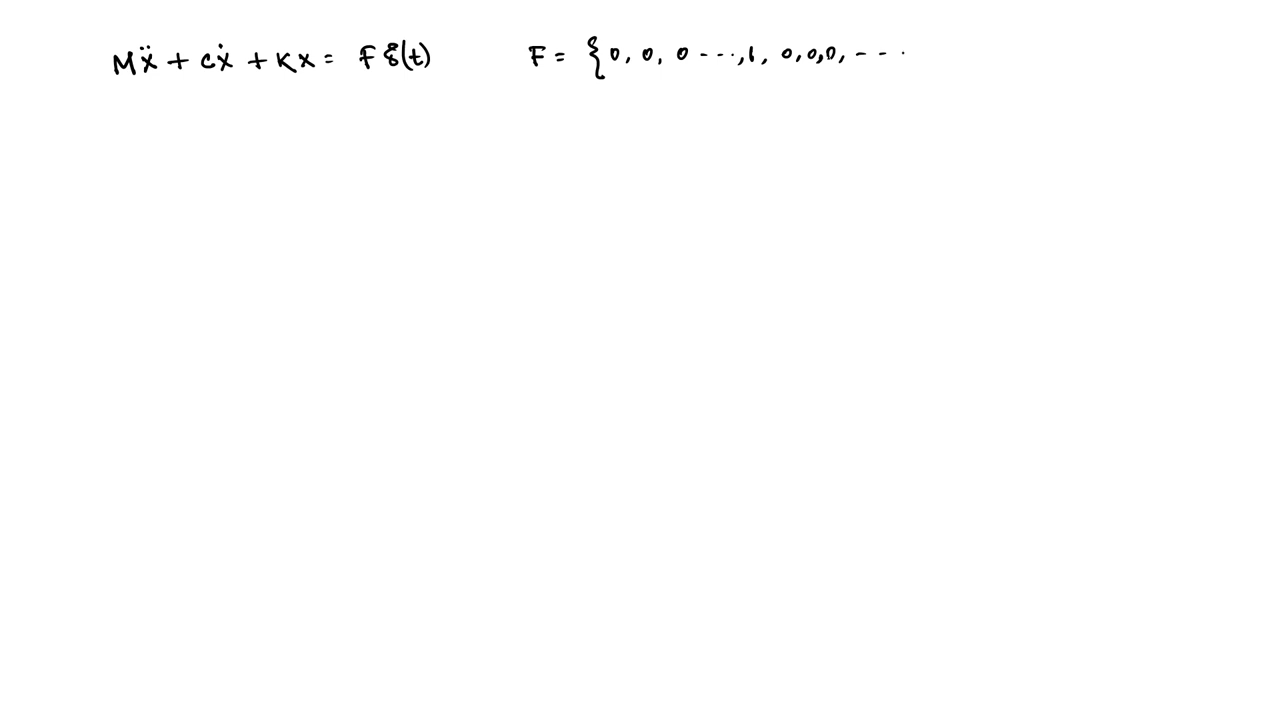 Mẍ + cẋ + Kx = F δ(t) F = {0, 0, 0 ---, 1, 0,0,0, ---